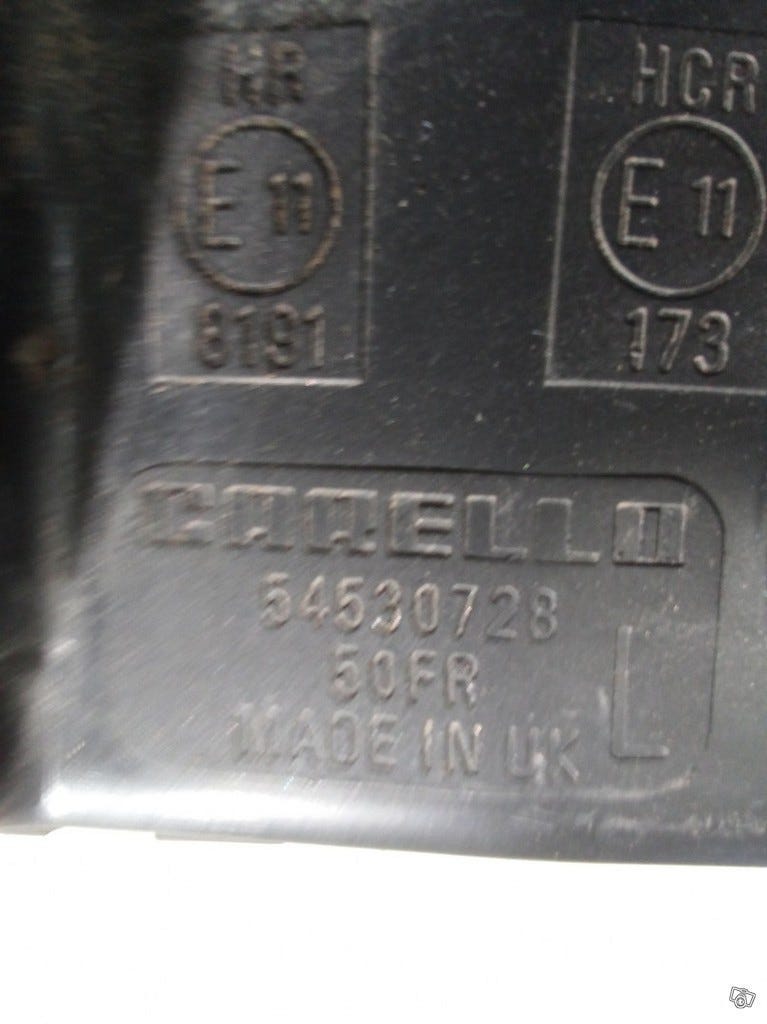 HR
E 11
8191
HCR
E 11
173
CARELLO
54530728
50FR
MADE IN UK
L